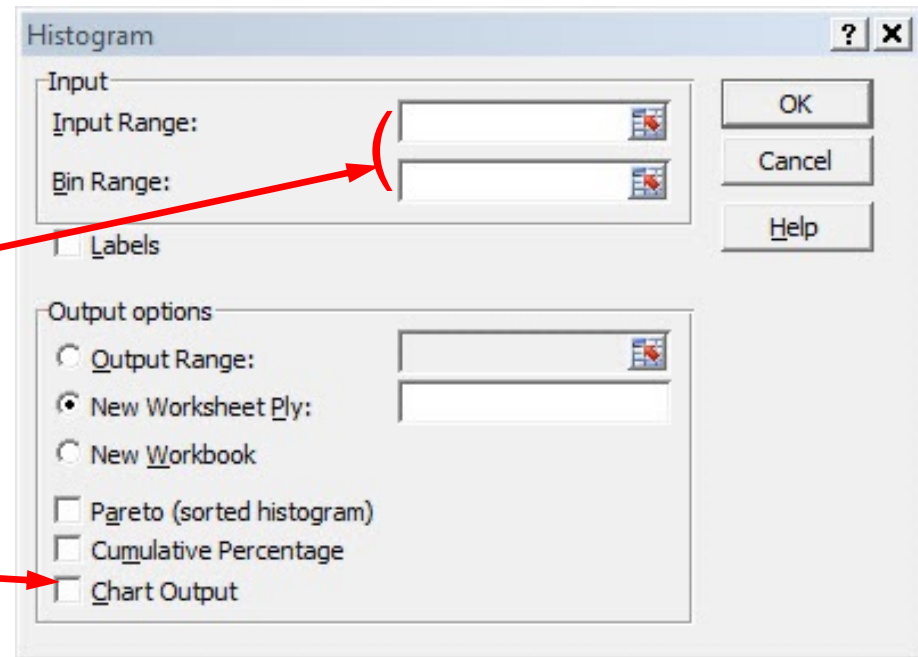 Histogram
? X
Input
Input Range:
Bin Range:
Labels
OK
Cancel
Help
Output options
Output Range:
New Worksheet Ply:
New Workbook
Pareto (sorted histogram)
Cumulative Percentage
Chart Output